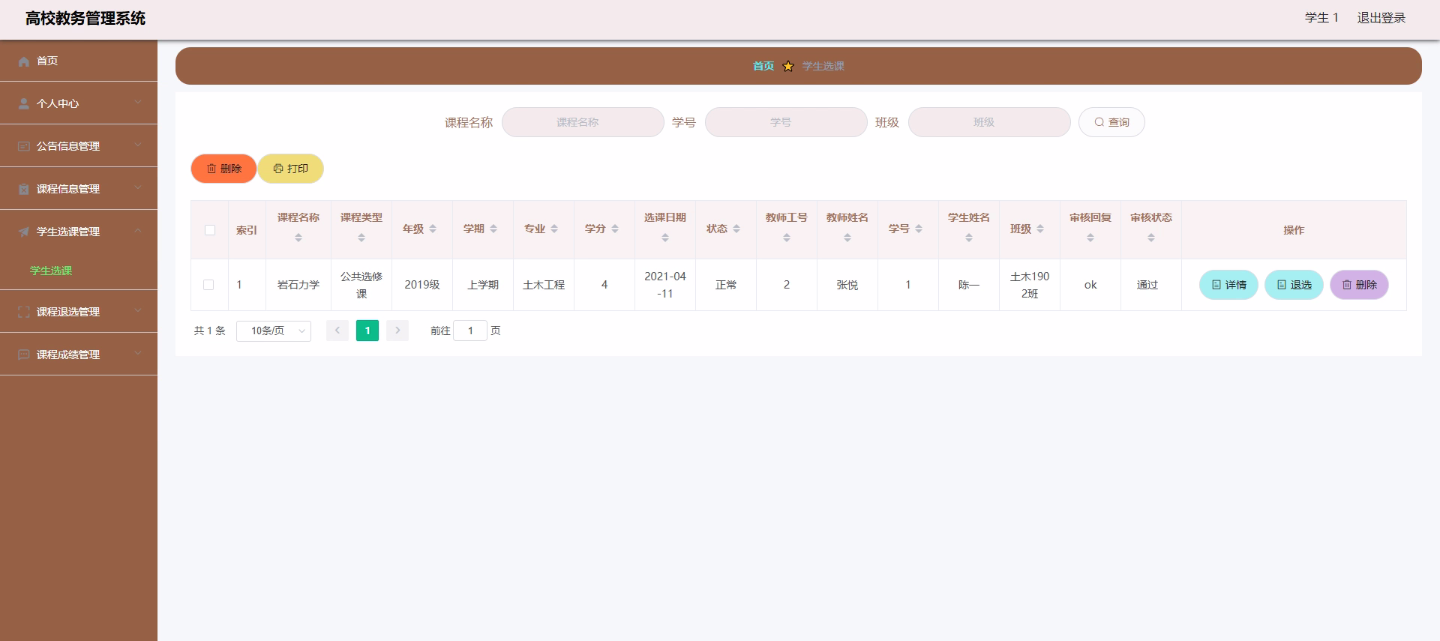 高校教务管理系统
学生 1 退出登录
首页
个人中心
公告信息管理
课程信息管理
学生选课管理
学生选课
课程退选管理
课程成绩管理
首页 学生选课
课程名称 课程名称 学号 学号 班级 班级 查询
删除 打印
索引 课程名称 课程类型 年级 学期 专业 学分 选课日期 状态 教师工号 教师姓名 学号 学生姓名 班级 审核回复 审核状态 操作
1 岩石力学 公共选修课 2019级 上学期 土木工程 4 2021-04-11 正常 2 张悦 1 陈一 土木1902班 ok 通过 详情 退选 删除
共 1 条 10条/页 1 前往 1 页